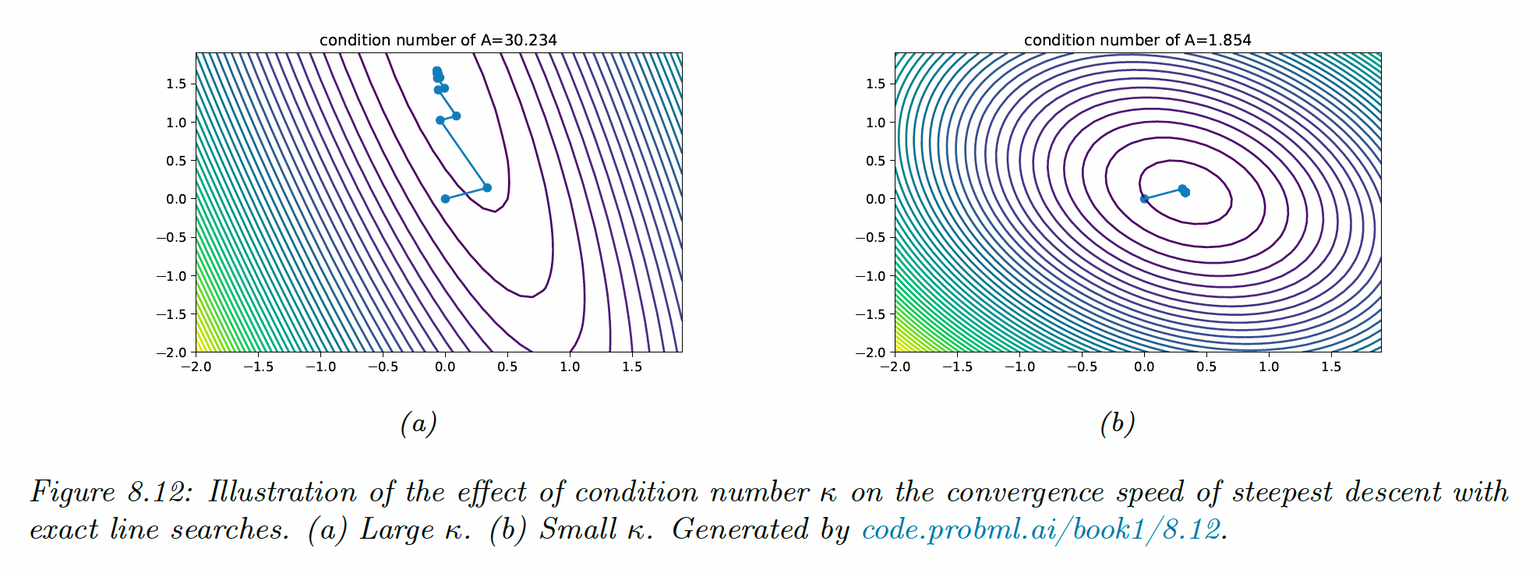 condition number of A=30.234
1.5
1.0
0.5
0.0
−0.5
−1.0
−1.5
−2.0
−2.0 −1.5 −1.0 −0.5 0.0 0.5 1.0 1.5
(a)
condition number of A=1.854
1.5
1.0
0.5
0.0
−0.5
−1.0
−1.5
−2.0
−2.0 −1.5 −1.0 −0.5 0.0 0.5 1.0 1.5
(b)
Figure 8.12: Illustration of the effect of condition number κ on the convergence speed of steepest descent with
exact line searches. (a) Large κ. (b) Small κ. Generated by code.probml.ai/book1/8.12.